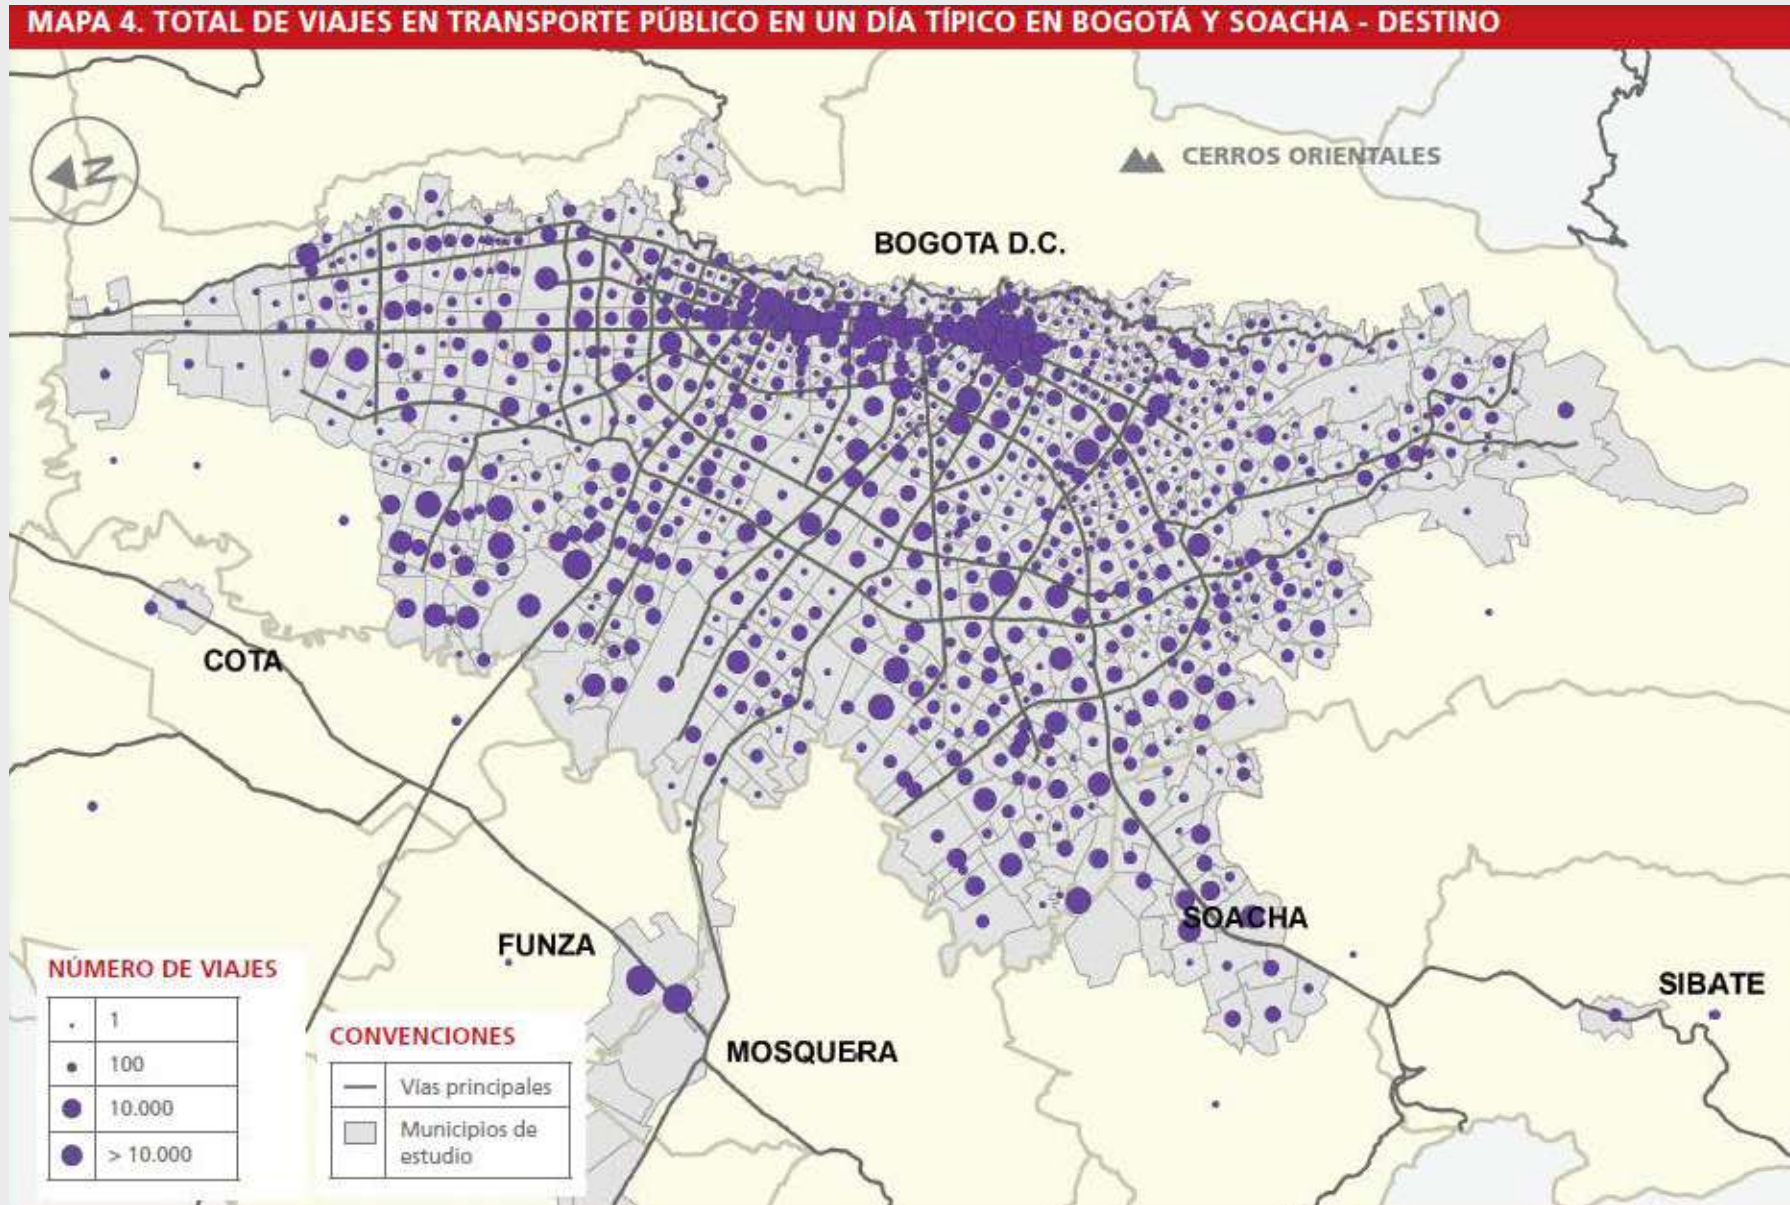 MAPA 4. TOTAL DE VIAJES EN TRANSPORTE PÚBLICO EN UN DÍA TÍPICO EN BOGOTÁ Y SOACHA - DESTINO
N
CERROS ORIENTALES
BOGOTA D.C.
COTA
SOACHA
FUNZA
SIBATE
MOSQUERA
NÚMERO DE VIAJES
1
100
10.000
> 10.000
CONVENCIONES
Vías principales
Municipios de
estudio